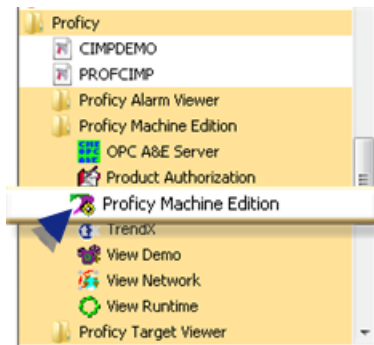 Proficy
CIMPDEMO
PROFCIMP
Proficy Alarm Viewer
Proficy Machine Edition
OPC A&E Server
Product Authorization
Proficy Machine Edition
TrendX
View Demo
View Network
View Runtime
Proficy Target Viewer